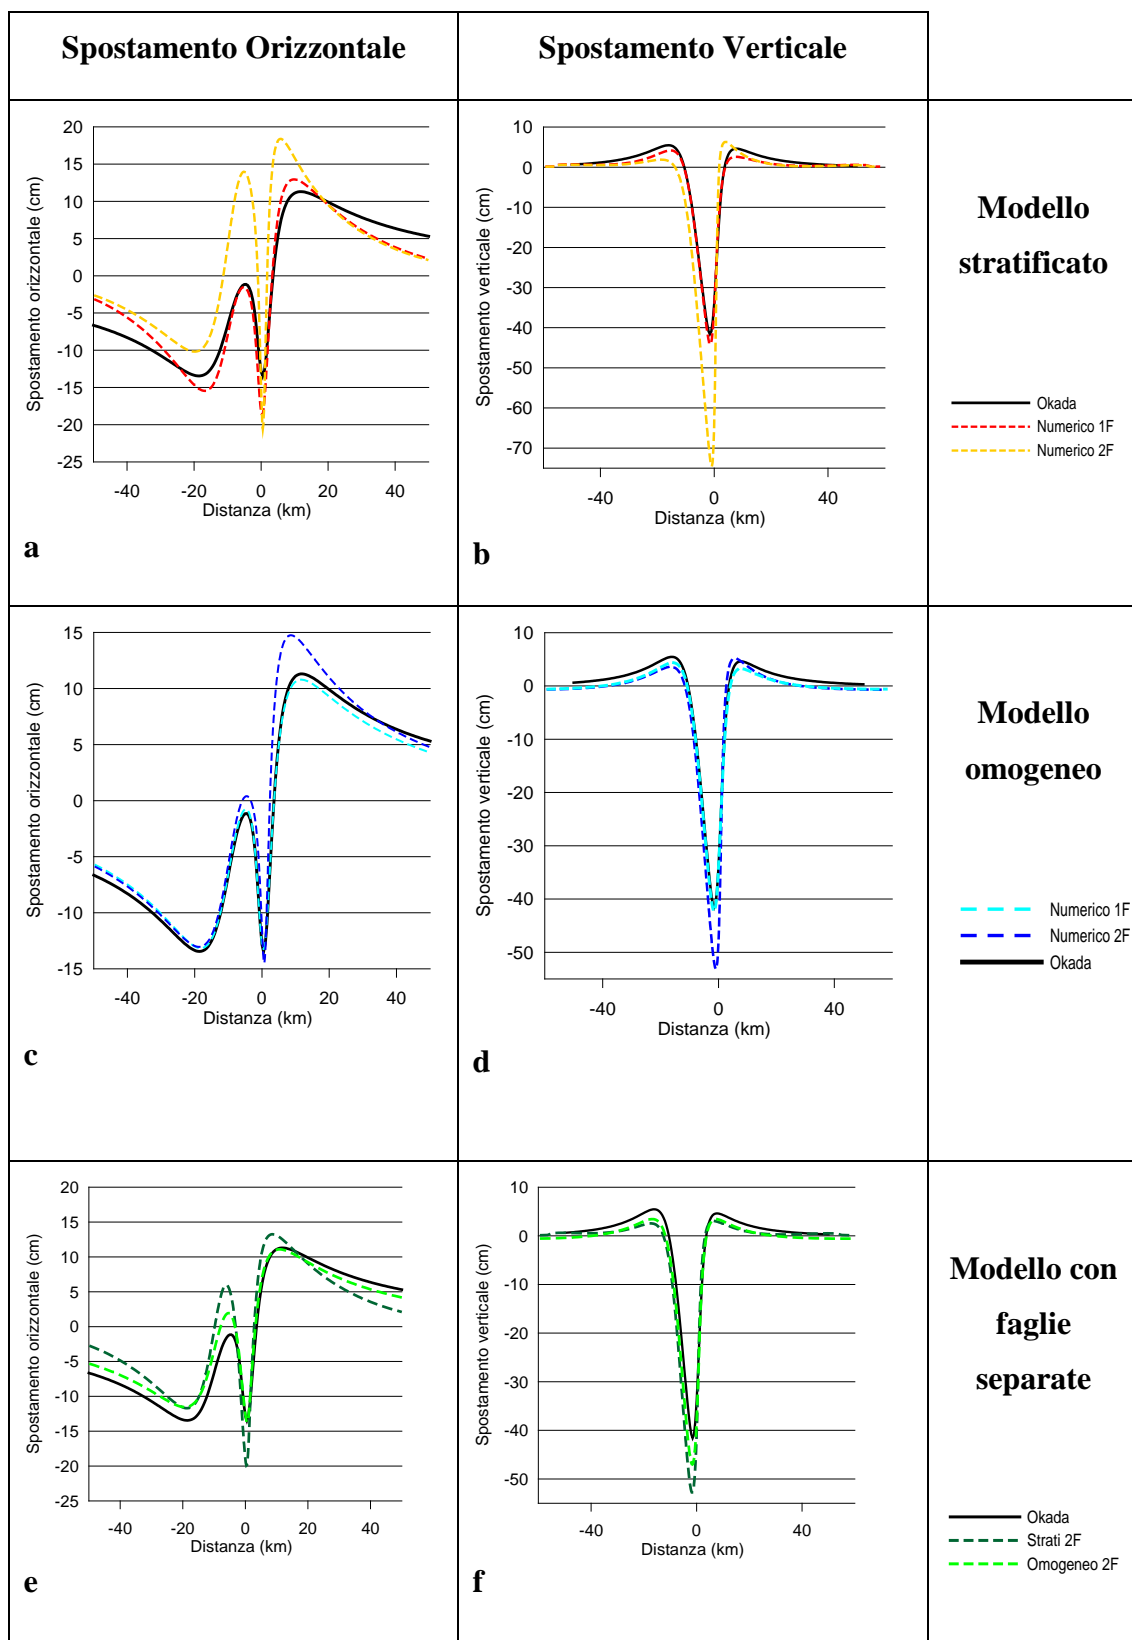 Spostamento Orizzontale
Spostamento Verticale
20
15
10
5
0
-5
-10
-15
-20
-25
-40
-20
0
20
40
Spostamento orizzontale (cm)
Distanza (km)
a
10
0
-10
-20
-30
-40
-50
-60
-70
-40
0
40
Spostamento verticale (cm)
Distanza (km)
b
Modello
stratificato
Okada
Numerico 1F
Numerico 2F
15
10
5
0
-5
-10
-15
-40
-20
0
20
40
Spostamento orizzontale (cm)
Distanza (km)
c
10
0
-10
-20
-30
-40
-50
-40
0
40
Spostamento verticale (cm)
Distanza (km)
d
Modello
omogeneo
Numerico 1F
Numerico 2F
Okada
20
15
10
5
0
-5
-10
-15
-20
-25
-40
-20
0
20
40
Spostamento orizzontale (cm)
Distanza (km)
e
10
0
-10
-20
-30
-40
-50
-40
0
40
Spostamento verticale (cm)
Distanza (km)
f
Modello con
faglie
separate
Okada
Strati 2F
Omogeneo 2F